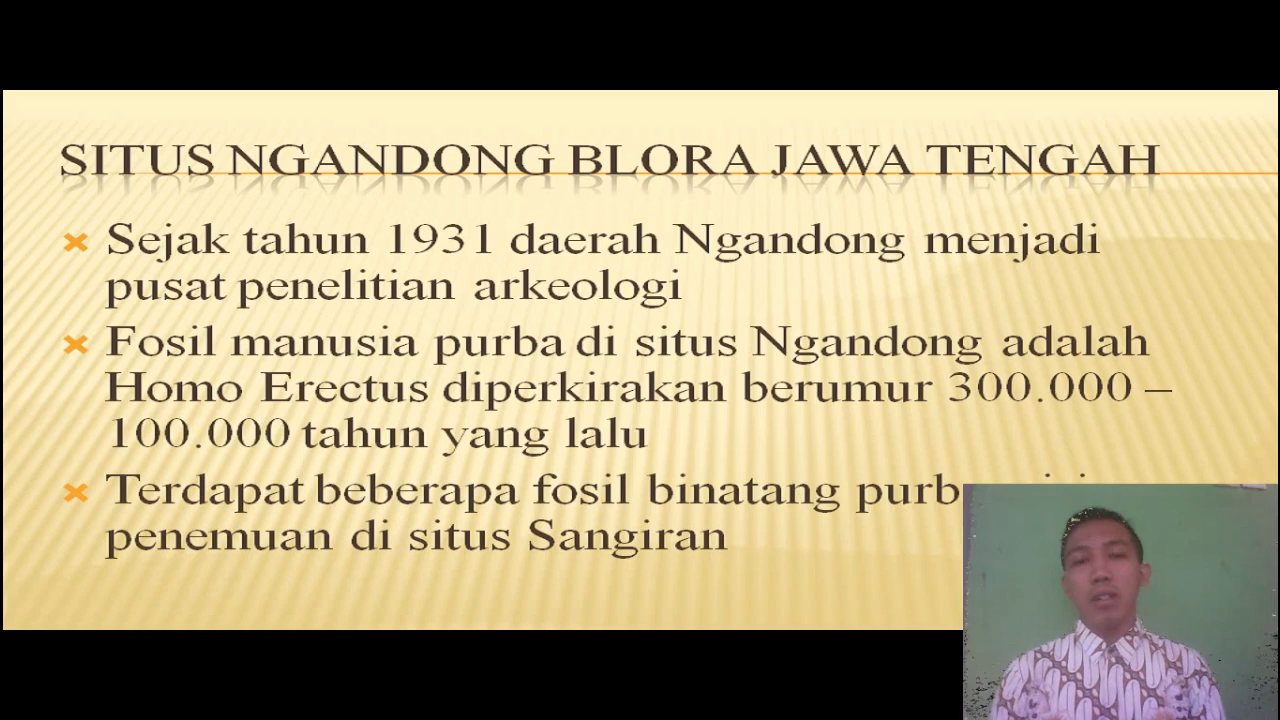 SITUS NGANDONG BLORA JAWA TENGAH
Sejak tahun 1931 daerah Ngandong menjadi
pusat penelitian arkeologi
Fosil manusia purba di situs Ngandong adalah
Homo Erectus diperkirakan berumur 300.000 –
100.000 tahun yang lalu
Terdapat beberapa fosil binatang
penemuan di situs Sangiran